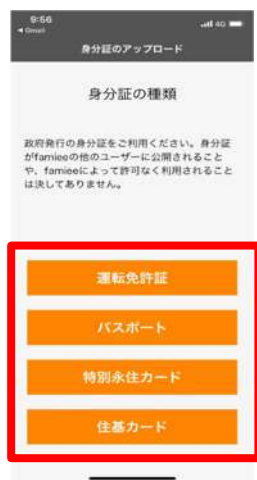 9:56
4G
◀ Gmail
身分証のアップロード
身分証の種類
政府発行の身分証をご利用ください。身分証
がfamieeの他のユーザーに公開されること
や、famieeによって許可なく利用されること
は決してありません。
運転免許証
パスポート
特別永住カード
住基カード